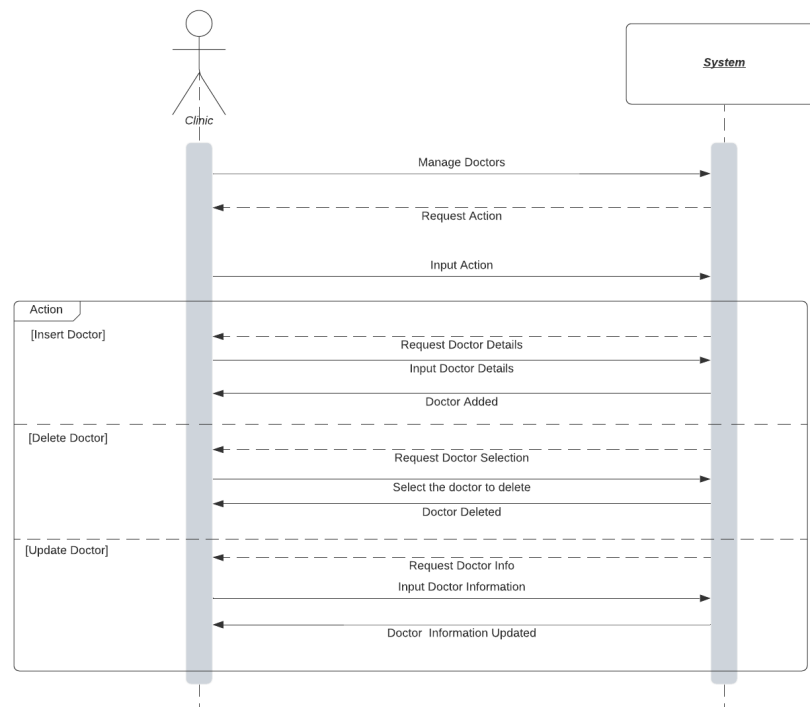 System
Clinic
Manage Doctors
Request Action
Input Action
Action
[Insert Doctor]
Request Doctor Details
Input Doctor Details
Doctor Added
[Delete Doctor]
Request Doctor Selection
Select the doctor to delete
Doctor Deleted
[Update Doctor]
Request Doctor Info
Input Doctor Information
Doctor Information Updated